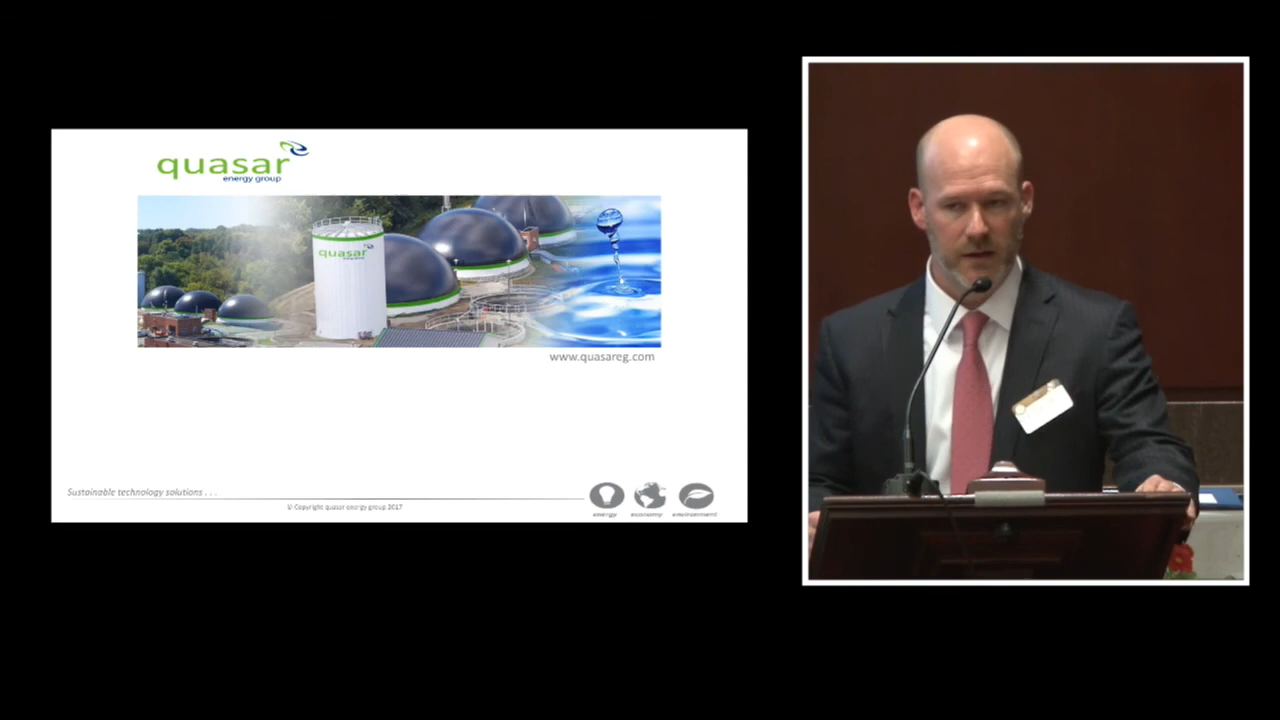 quasar
energy group
quasar
www.quasareg.com
Sustainable technology solutions . . .
© Copyright quasar energy group 2017
energy economy environment